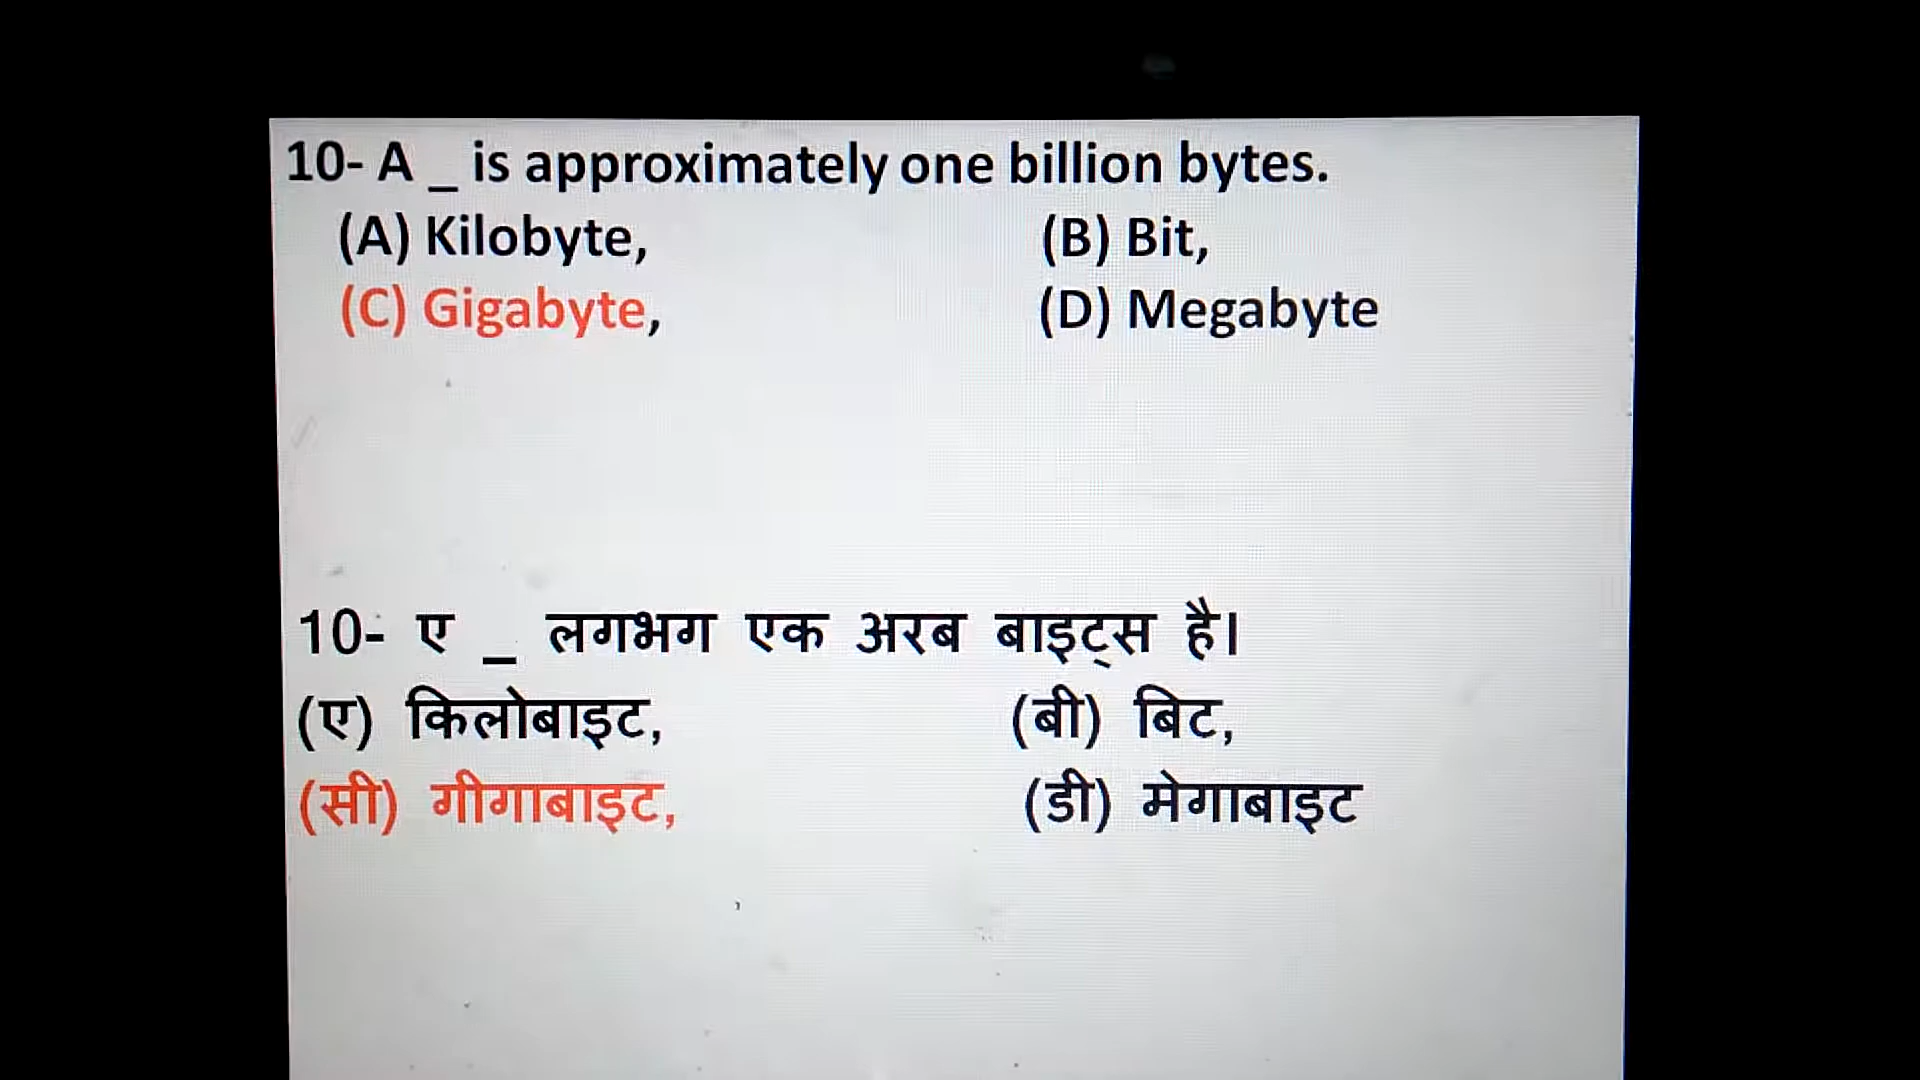 10- A _ is approximately one billion bytes.
(A) Kilobyte, (B) Bit,
(C) Gigabyte, (D) Megabyte
10- ए _ लगभग एक अरब बाइट्स है।
(ए) किलोबाइट, (बी) बिट,
(सी) गीगाबाइट, (डी) मेगाबाइट